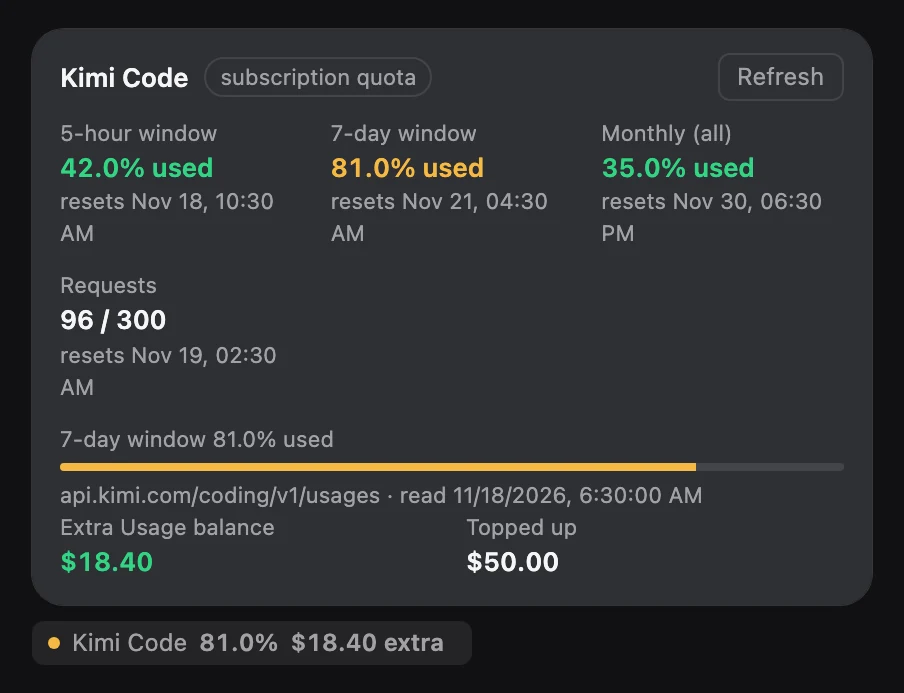 Kimi Code subscription quota Refresh
5-hour window 7-day window Monthly (all)
42.0% used 81.0% used 35.0% used
resets Nov 18, 10:30 AM resets Nov 21, 04:30 AM resets Nov 30, 06:30 PM
Requests
96 / 300
resets Nov 19, 02:30
AM
7-day window 81.0% used
api.kimi.com/coding/v1/usages · read 11/18/2026, 6:30:00 AM
Extra Usage balance Topped up
$18.40 $50.00
Kimi Code 81.0% $18.40 extra